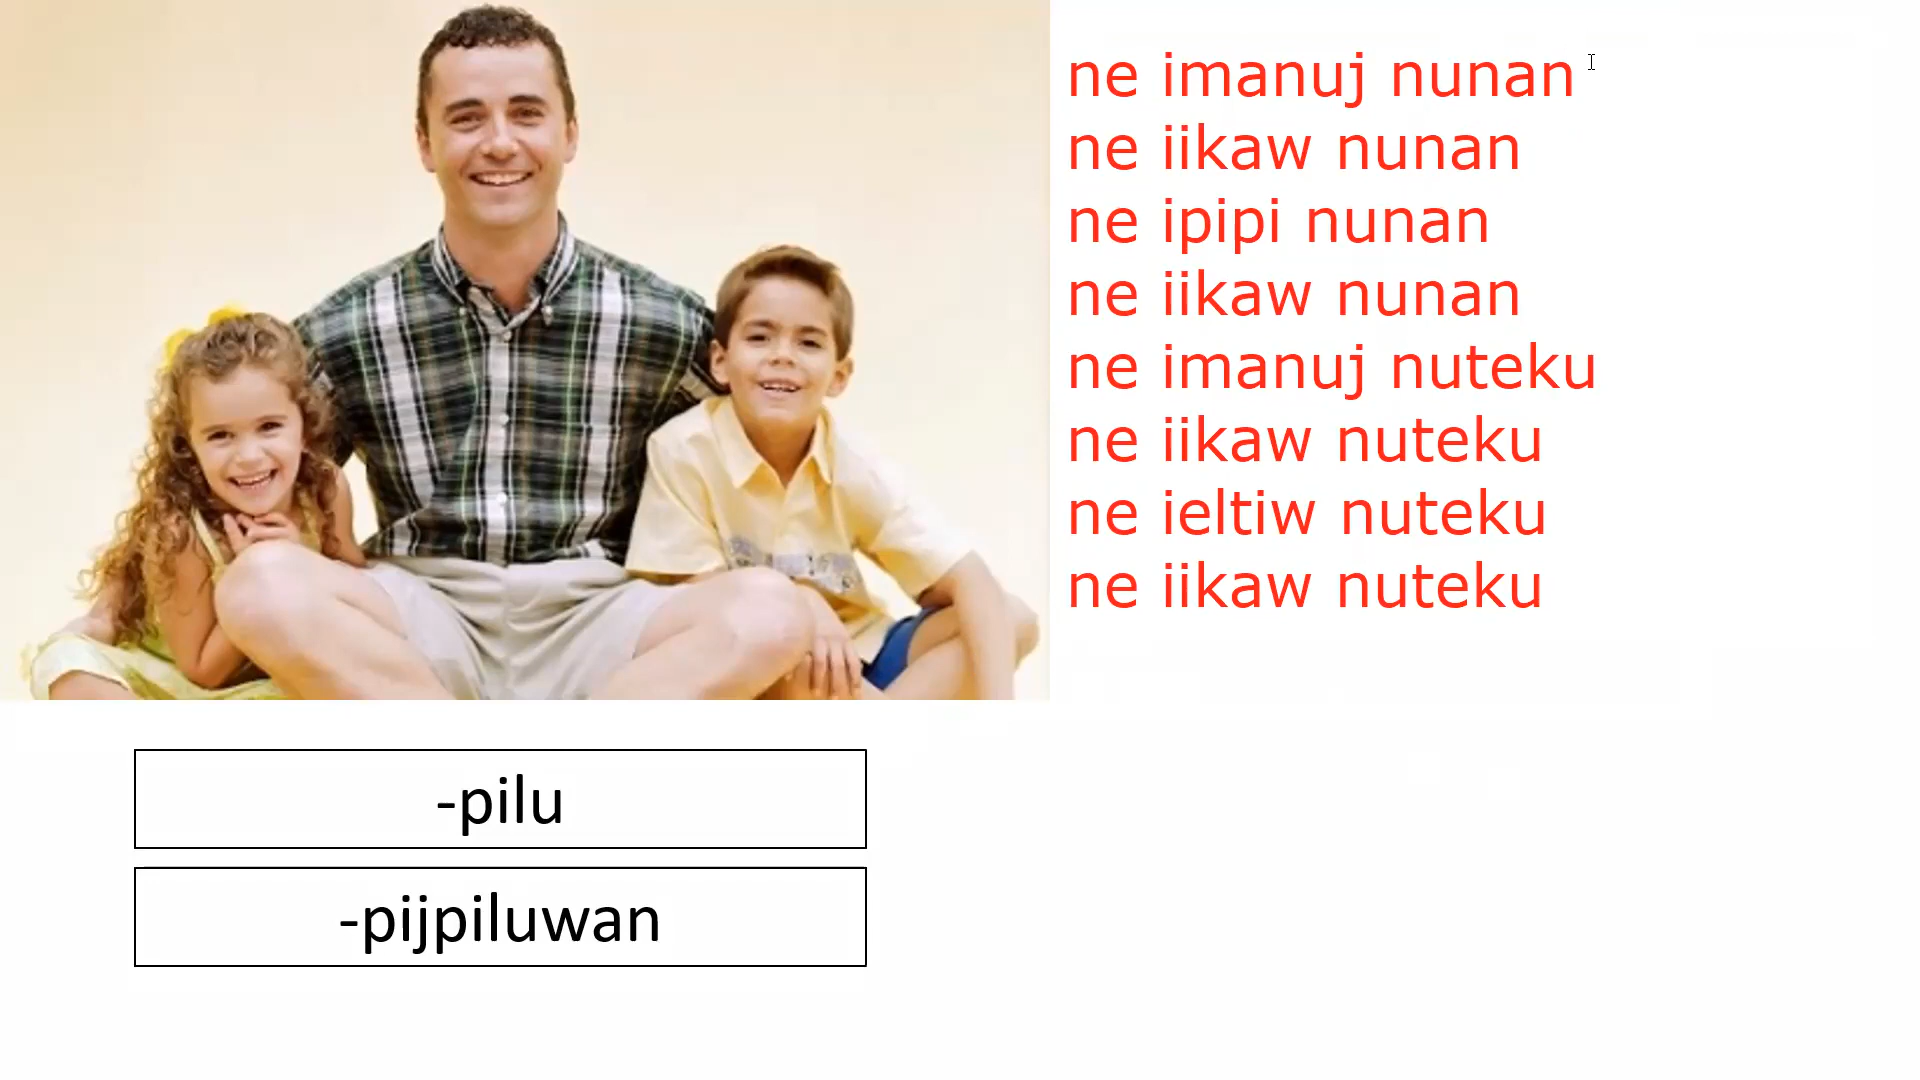 ne imanuj nunan
ne iikaw nunan
ne ipipi nunan
ne iikaw nunan
ne imanuj nuteku
ne iikaw nuteku
ne ieltiw nuteku
ne iikaw nuteku
-pilu
-pijpiluwan